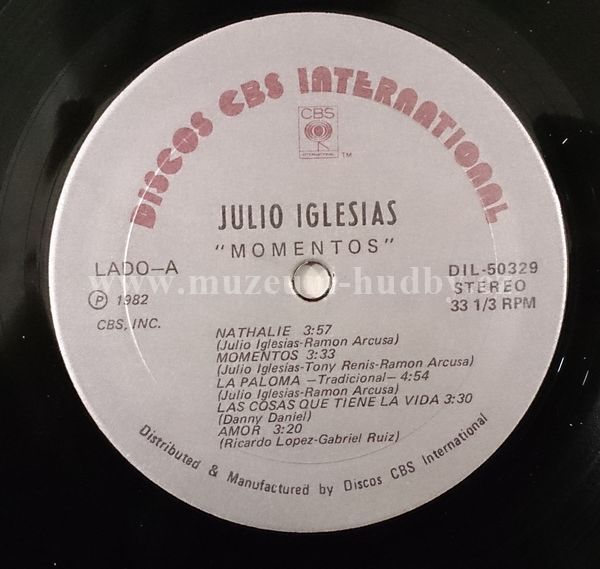 DISCOS CBS INTERNATIONAL
CBS
INTERNATIONAL
TM
JULIO IGLESIAS
"MOMENTOS"
LADO-A
DIL-50329
STEREO
℗ 1982
33 1/3 RPM
CBS, INC.
NATHALIE 3:57
(Julio Iglesias-Ramon Arcusa)
MOMENTOS 3:33
(Julio Iglesias-Tony Renis-Ramon Arcusa)
LA PALOMA —Tradicional— 4:54
(Julio Iglesias-Ramon Arcusa)
LAS COSAS QUE TIENE LA VIDA 3:30
(Danny Daniel)
AMOR 3:20
(Ricardo Lopez-Gabriel Ruiz)
Distributed & Manufactured by Discos CBS International